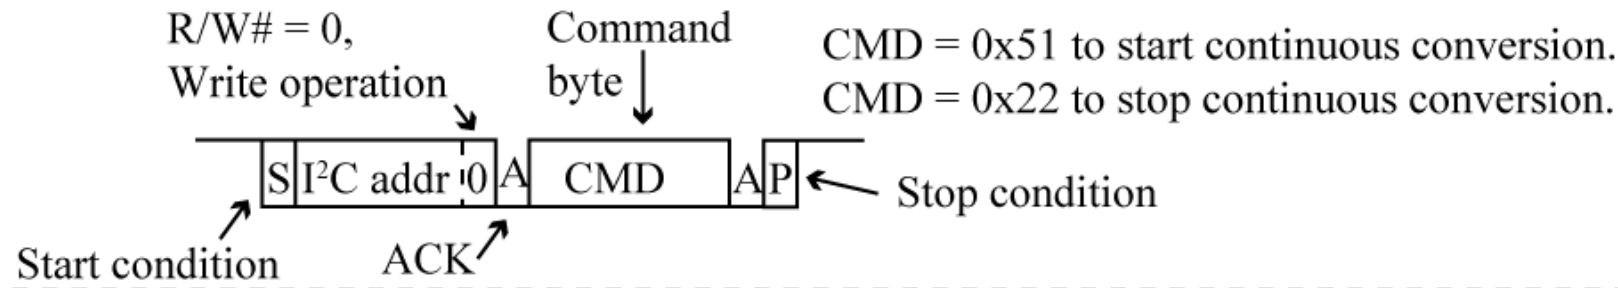 R/W# = 0,
Write operation
Command
byte
CMD = 0x51 to start continuous conversion.
CMD = 0x22 to stop continuous conversion.
S I²C addr 0 A CMD A P
Stop condition
Start condition
ACK